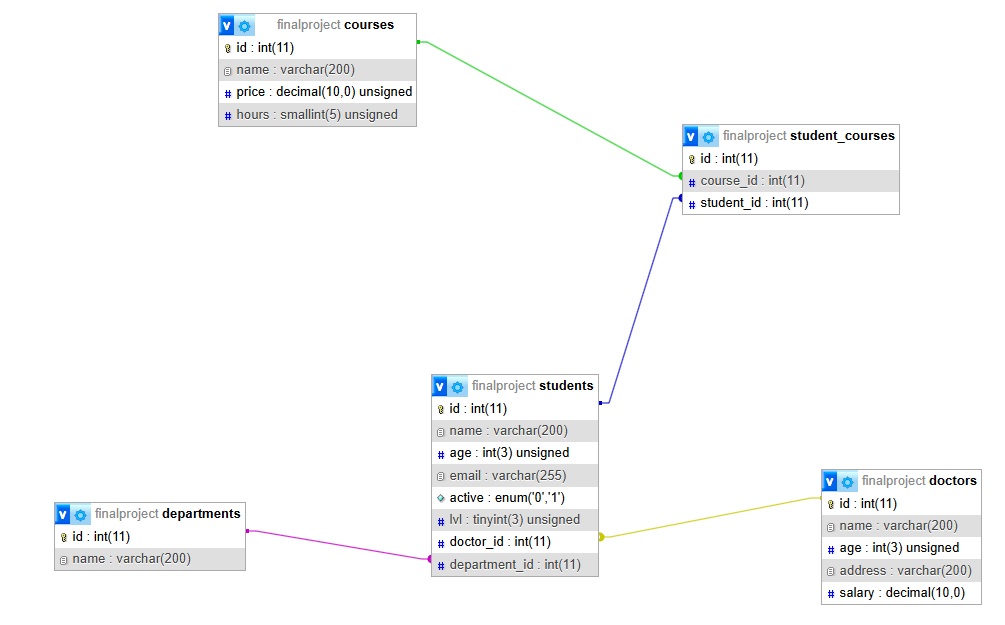 finalproject courses
id : int(11)
name : varchar(200)
price : decimal(10,0) unsigned
hours : smallint(5) unsigned
finalproject student_courses
id : int(11)
course_id : int(11)
student_id : int(11)
finalproject students
id : int(11)
name : varchar(200)
age : int(3) unsigned
email : varchar(255)
active : enum('0','1')
lvl : tinyint(3) unsigned
doctor_id : int(11)
department_id : int(11)
finalproject departments
id : int(11)
name : varchar(200)
finalproject doctors
id : int(11)
name : varchar(200)
age : int(3) unsigned
address : varchar(200)
salary : decimal(10,0)